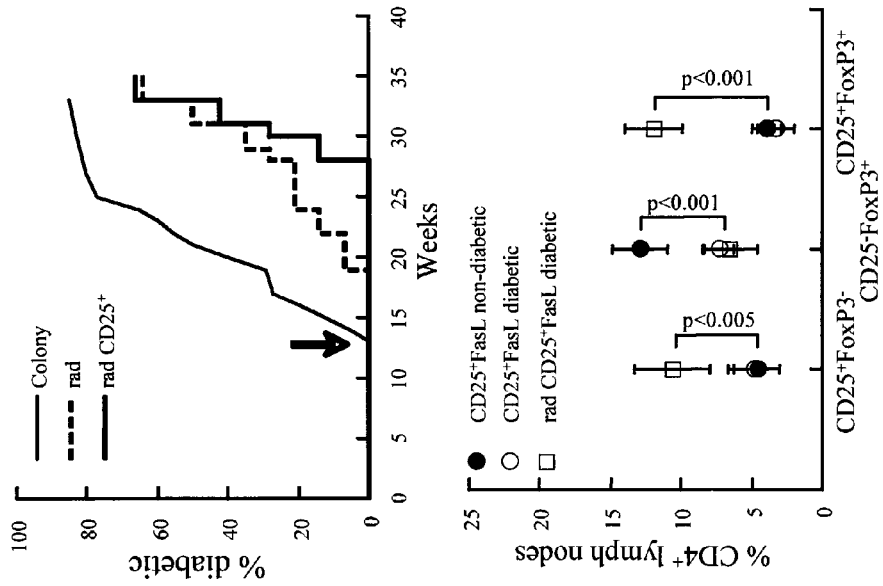 100
80
60
40
20
0
% diabetic
Colony
rad
rad CD25⁺
0
5
10
15
20
25
30
35
40
Weeks
25
20
15
10
5
0
% CD4⁺ lymph nodes
CD25⁺FasL non-diabetic
CD25⁺FasL diabetic
rad CD25⁺FasL diabetic
p<0.005
p<0.001
p<0.001
CD25⁺FoxP3⁻
CD25⁻FoxP3⁺
CD25⁺FoxP3⁺